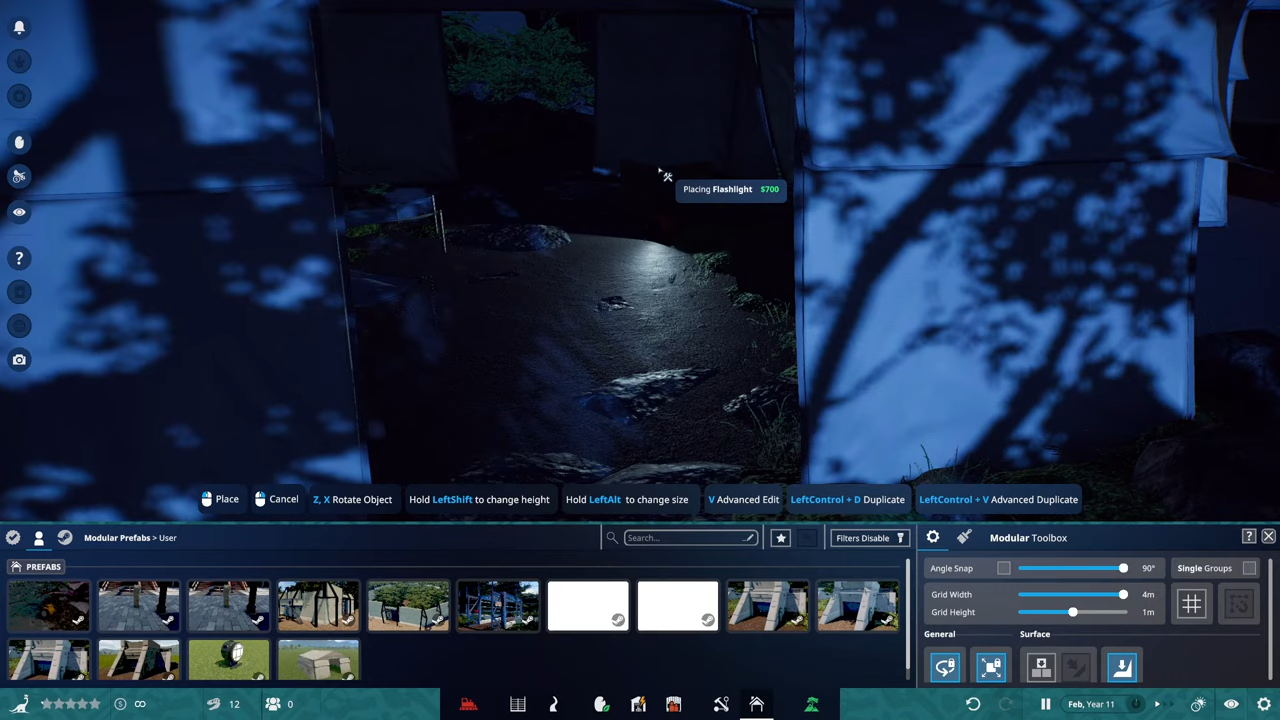 Placing Flashlight $700
Place
Cancel
Z, X Rotate Object
Hold LeftShift to change height
Hold LeftAlt to change size
V Advanced Edit
LeftControl + D Duplicate
LeftControl + V Advanced Duplicate
Modular Prefabs > User
Search...
Filters Disable
Modular Toolbox
?
PREFABS
Angle Snap 90°
Single Groups
Grid Width 4m
Grid Height 1m
General
Surface
∞
12
0
Feb, Year 11
?